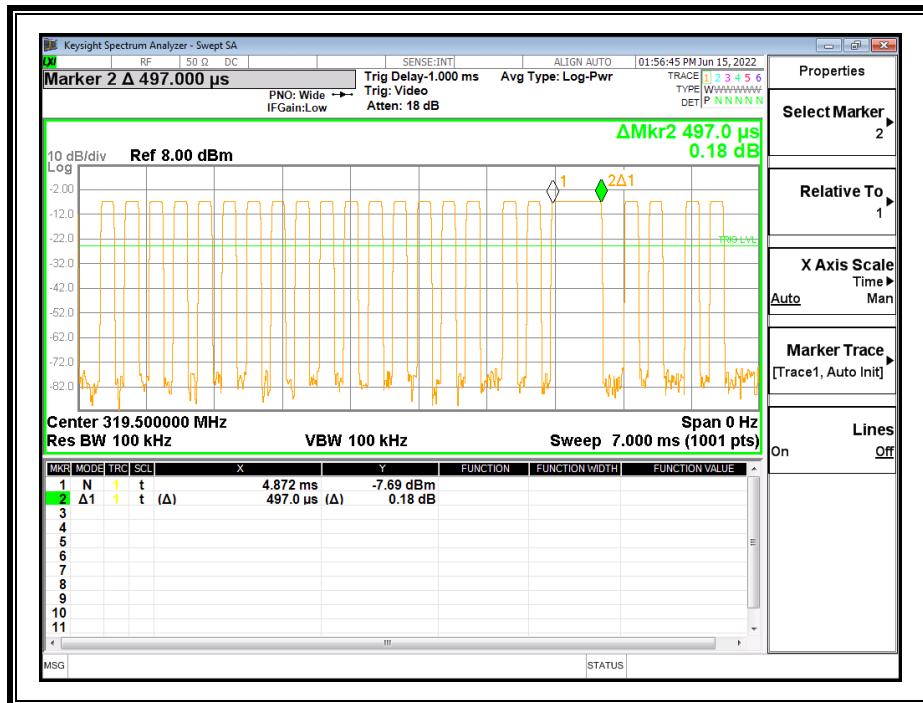 Keysight Spectrum Analyzer - Swept SA
LXI RF 50 Ω DC SENSE:INT ALIGN AUTO 01:56:45 PM Jun 15, 2022
Marker 2 Δ 497.000 µs
PNO: Wide
IFGain:Low
Trig Delay-1.000 ms
Trig: Video
Atten: 18 dB
Avg Type: Log-Pwr
TRACE 1 2 3 4 5 6
TYPE WWWWWWW
DET P N N N N N
ΔMkr2 497.0 µs
0.18 dB
10 dB/div Ref 8.00 dBm
Log
1 2Δ1
-2.00
-12.0
-22.0
TRIG LVL
-32.0
-42.0
-52.0
-62.0
-72.0
-82.0
Center 319.500000 MHz Span 0 Hz
Res BW 100 kHz VBW 100 kHz Sweep 7.000 ms (1001 pts)
MKR MODE TRC SCL X Y FUNCTION FUNCTION WIDTH FUNCTION VALUE
1 N 1 t 4.872 ms -7.69 dBm
2 Δ1 1 t (Δ) 497.0 µs (Δ) 0.18 dB
3
4
5
6
7
8
9
10
11
MSG STATUS
Properties
Select Marker
2
Relative To
1
X Axis Scale
Time
Auto Man
Marker Trace
[Trace1, Auto Init]
Lines
On Off